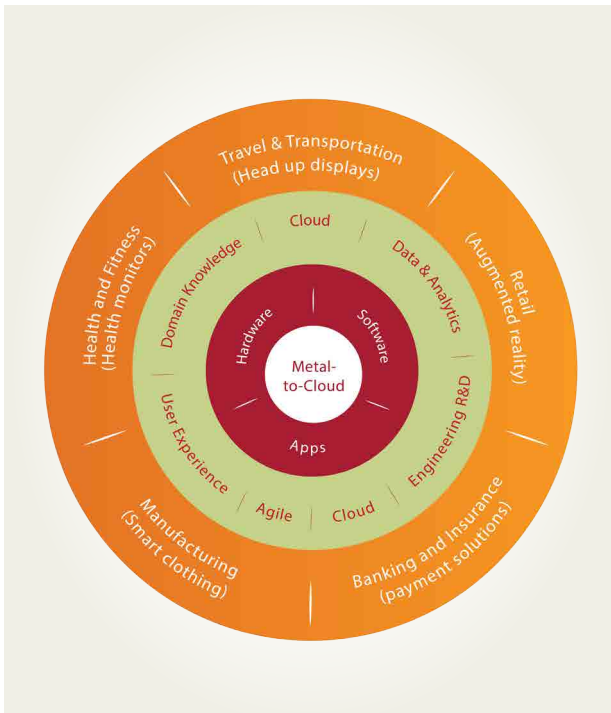 Travel & Transportation
(Head up displays)
Retail
(Augmented reality)
Banking and Insurance
(payment solutions)
Manufacturing
(Smart clothing)
Health and Fitness
(Health monitors)
Cloud
Data & Analytics
Engineering R&D
Cloud
Agile
User Experience
Domain Knowledge
Hardware
Software
Apps
Metal-
to-Cloud